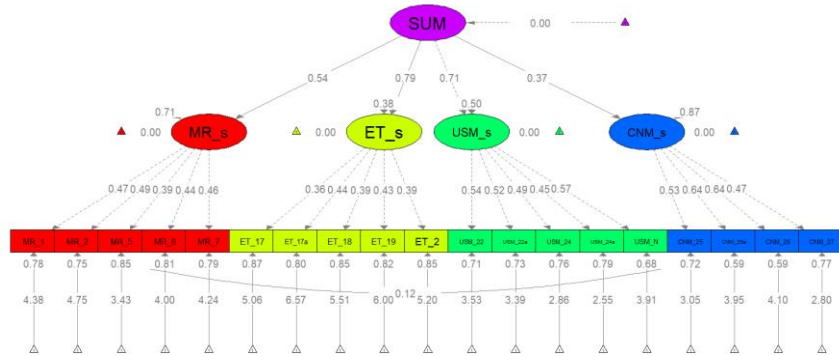 SUM 0.00
0.54 0.79 0.71 0.37
0.71 0.38 0.50 0.87
MR_s 0.00 ET_s 0.00 USM_s 0.00 CNM_s 0.00
0.47 0.49 0.39 0.44 0.46 0.36 0.44 0.39 0.43 0.39 0.54 0.52 0.49 0.45 0.57 0.53 0.64 0.64 0.47
MR_1 MR_2 MR_5 MR_6 MR_7 ET_17 ET_17a ET_18 ET_19 ET_2 USM_22 USM_22a USM_24 USM_24a USM_N CNM_25 CNM_27
0.78 0.75 0.85 0.81 0.79 0.87 0.80 0.85 0.82 0.85 0.71 0.73 0.76 0.79 0.68 0.72 0.59 0.59 0.77
0.12
4.38 4.75 3.43 4.00 4.24 5.06 6.57 5.51 6.00 5.20 3.53 3.39 2.86 2.55 3.91 3.05 3.95 4.10 2.80